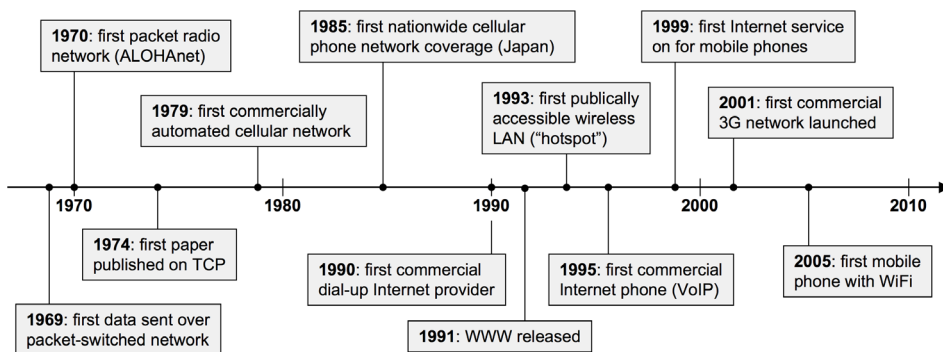 1970: first packet radio
network (ALOHAnet)
1985: first nationwide cellular
phone network coverage (Japan)
1999: first Internet service
on for mobile phones
1979: first commercially
automated cellular network
1993: first publically
accessible wireless
LAN (“hotspot”)
2001: first commercial
3G network launched
1970
1980
1990
2000
2010
1974: first paper
published on TCP
1990: first commercial
dial-up Internet provider
1995: first commercial
Internet phone (VoIP)
2005: first mobile
phone with WiFi
1969: first data sent over
packet-switched network
1991: WWW released